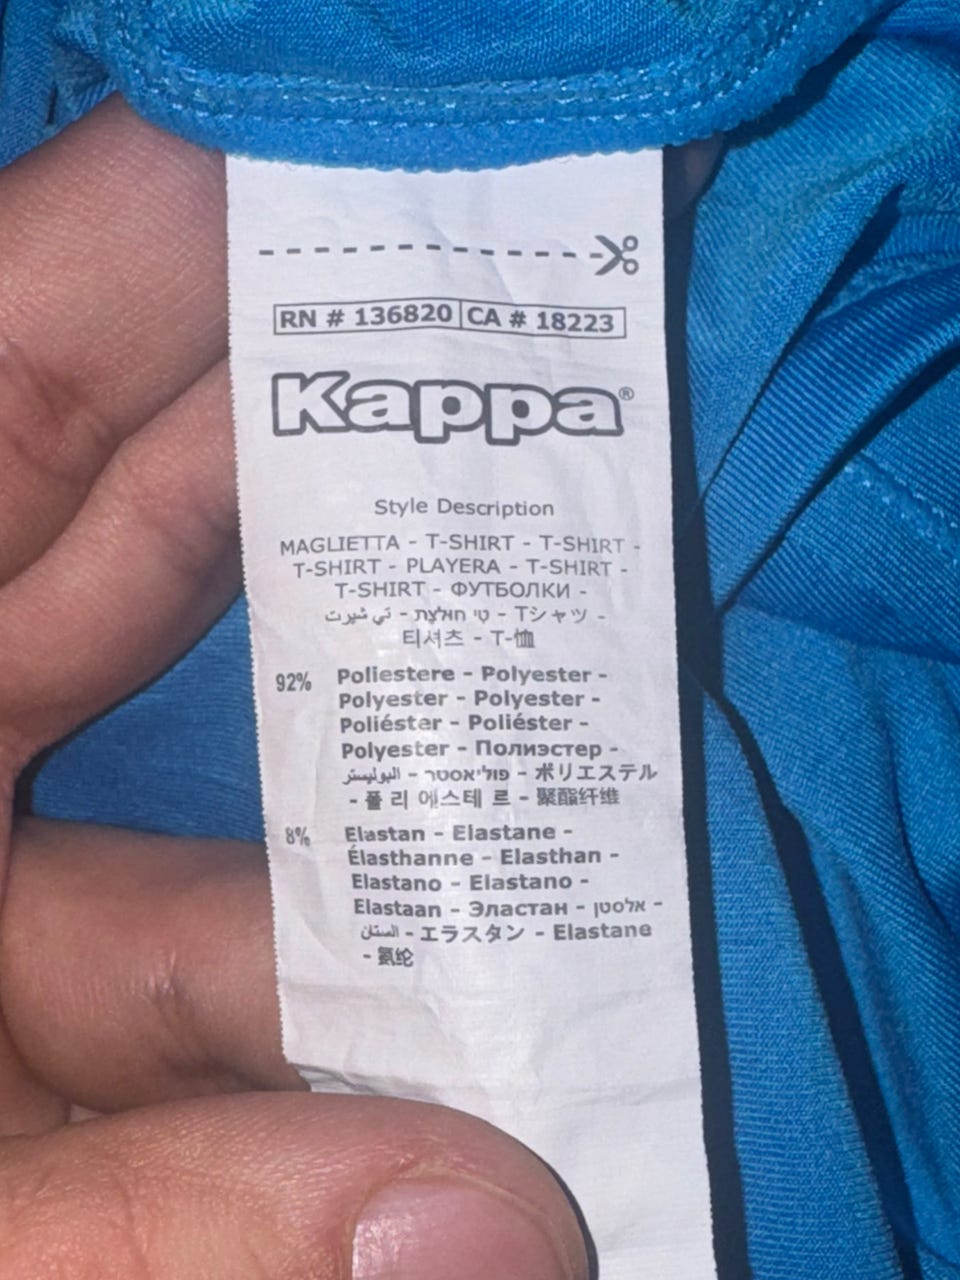 RN # 136820 CA # 18223
Kappa®
Style Description
MAGLIETTA - T-SHIRT - T-SHIRT -
T-SHIRT - PLAYERA - T-SHIRT -
T-SHIRT - ФУТБОЛКИ -
تي شيرت - טי חולצת - Tシャツ -
티셔츠 - T-恤
92% Poliestere - Polyester -
Polyester - Polyester -
Poliéster - Poliéster -
Polyester - Полиэстер -
البوليستر - פוליאסטר - ポリエステル
- 폴 리 에스테 르 - 聚酯纤维
8% Elastan - Elastane -
Élasthanne - Elasthan -
Elastano - Elastano -
Elastaan - Эластан - אלסטן -
الستان - エラスタン - Elastane
- 氨纶